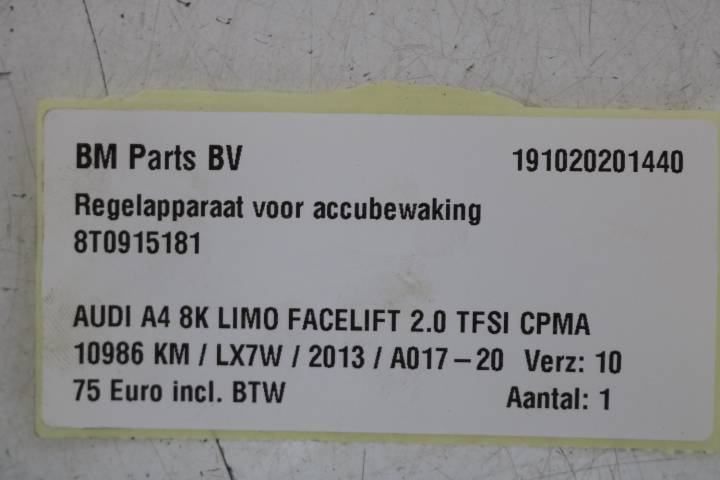 BM Parts BV 191020201440
Regelapparaat voor accubewaking
8T0915181
AUDI A4 8K LIMO FACELIFT 2.0 TFSI CPMA
10986 KM / LX7W / 2013 / A017-20 Verz: 10
75 Euro incl. BTW Aantal: 1